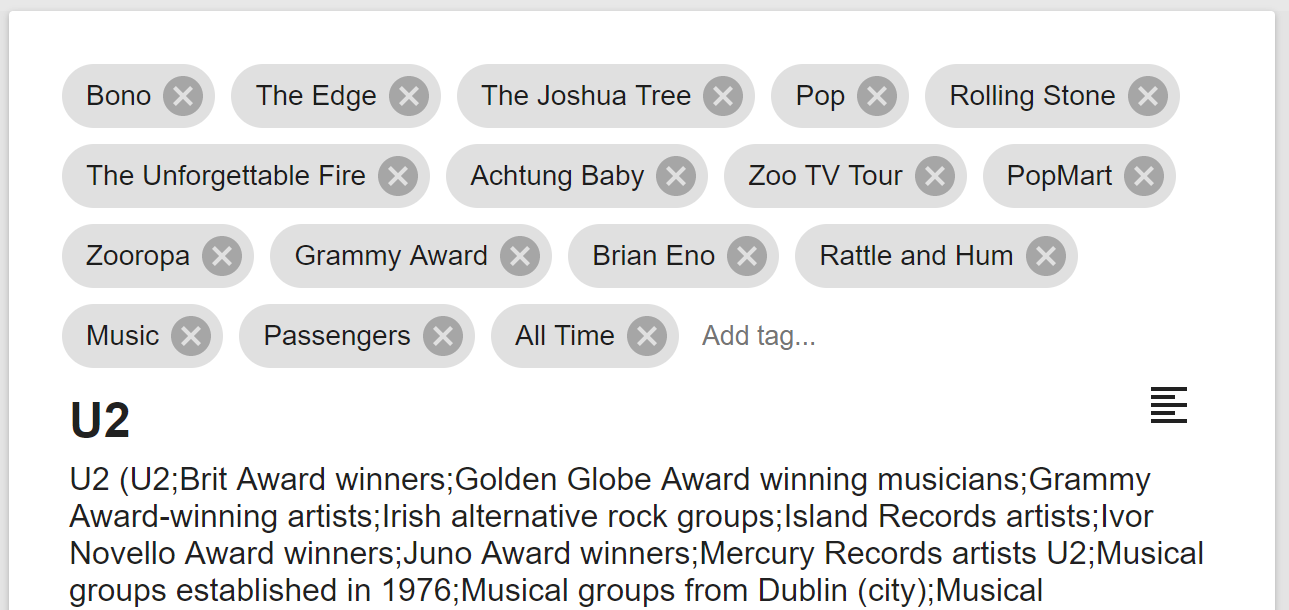 Bono The Edge The Joshua Tree Pop Rolling Stone
The Unforgettable Fire Achtung Baby Zoo TV Tour PopMart
Zooropa Grammy Award Brian Eno Rattle and Hum
Music Passengers All Time Add tag...
U2
U2 (U2;Brit Award winners;Golden Globe Award winning musicians;Grammy
Award-winning artists;Irish alternative rock groups;Island Records artists;Ivor
Novello Award winners;Juno Award winners;Mercury Records artists U2;Musical
groups established in 1976;Musical groups from Dublin (city);Musical